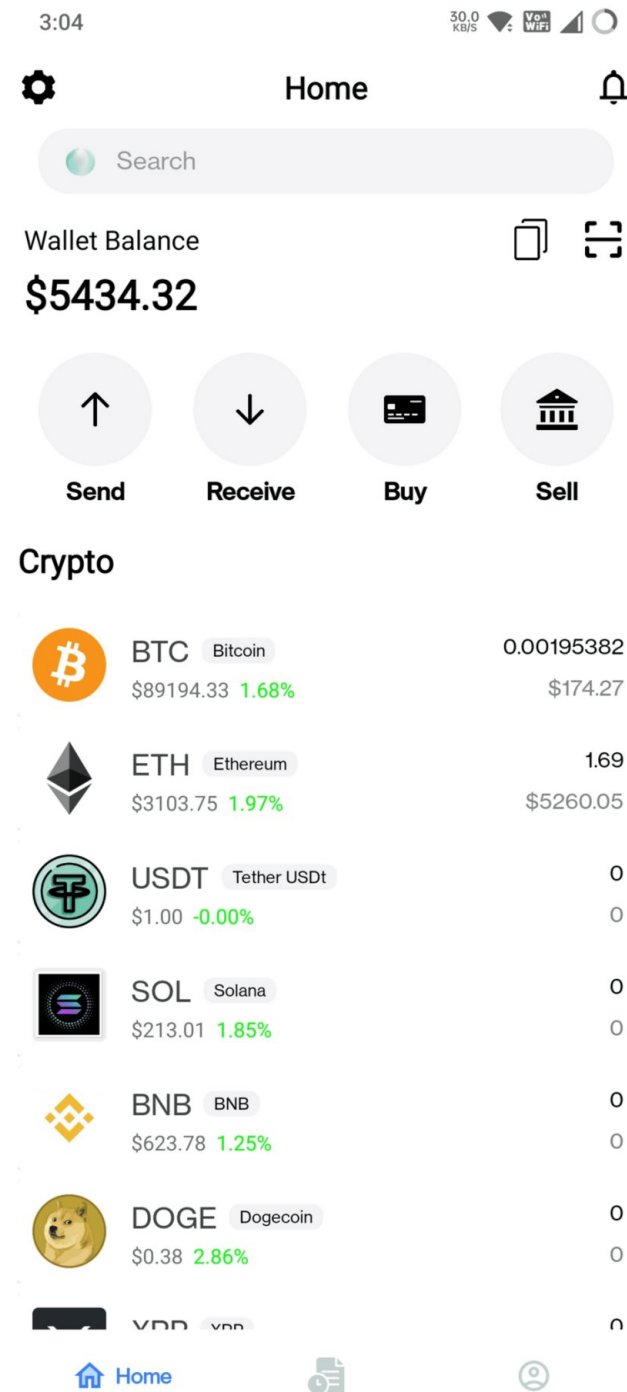 3:04
30.0
KB/S
Vo
WiFi
Home
Search
Wallet Balance
$5434.32
Send Receive Buy Sell
Crypto
BTC Bitcoin 0.00195382
$89194.33 1.68% $174.27
ETH Ethereum 1.69
$3103.75 1.97% $5260.05
USDT Tether USDt 0
$1.00 -0.00% 0
SOL Solana 0
$213.01 1.85% 0
BNB BNB 0
$623.78 1.25% 0
DOGE Dogecoin 0
$0.38 2.86% 0
XRP XRP 0
Home